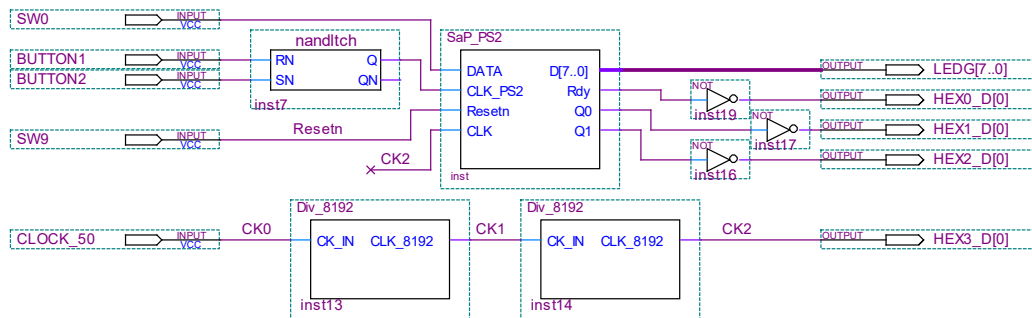 SW0 INPUT VCC
BUTTON1 INPUT VCC
BUTTON2 INPUT VCC
nandltch
RN Q
SN QN
inst7
SaP_PS2
DATA D[7..0]
CLK_PS2 Rdy
Resetn Q0
CLK Q1
inst
OUTPUT LEDG[7..0]
NOT inst19 OUTPUT HEX0_D[0]
NOT inst17 OUTPUT HEX1_D[0]
NOT inst16 OUTPUT HEX2_D[0]
SW9 INPUT VCC Resetn
CK2
CLOCK_50 INPUT VCC CK0
Div_8192
CK_IN CLK_8192
inst13
CK1
Div_8192
CK_IN CLK_8192
inst14
CK2
OUTPUT HEX3_D[0]